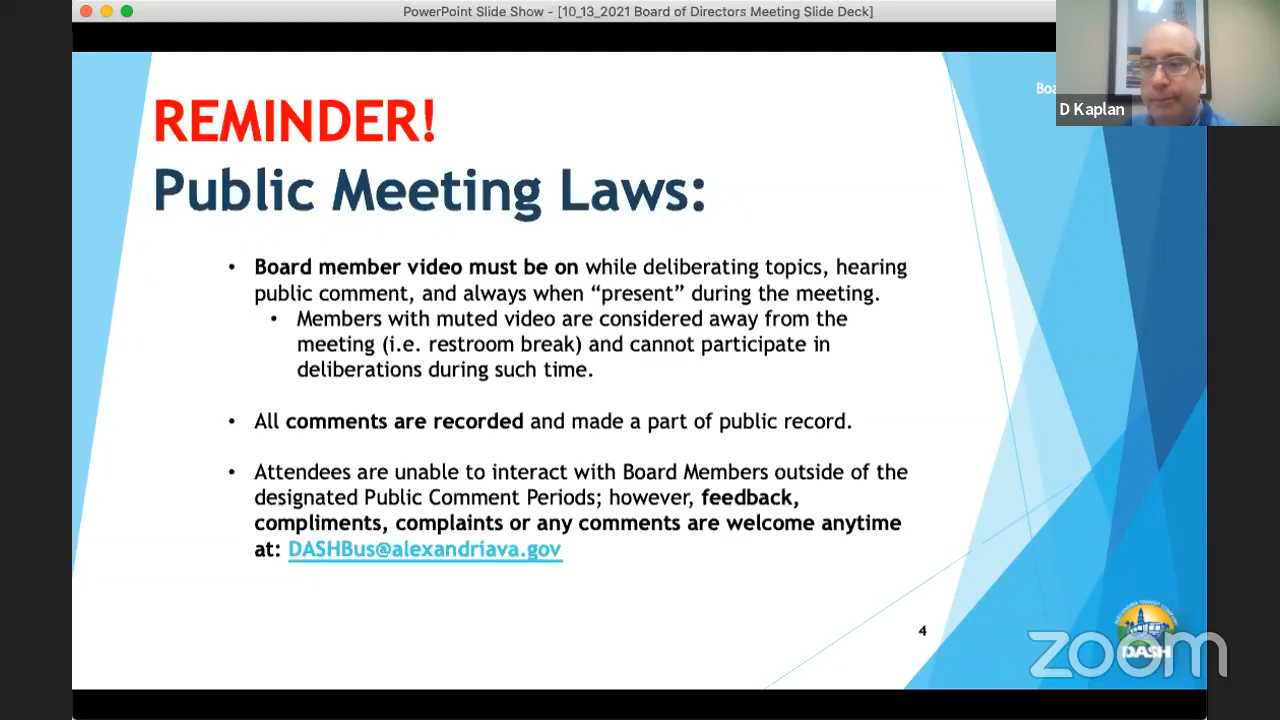 PowerPoint Slide Show - [10_13_2021 Board of Directors Meeting Slide Deck]
D Kaplan
REMINDER!
Public Meeting Laws:
• Board member video must be on while deliberating topics, hearing
public comment, and always when “present” during the meeting.
• Members with muted video are considered away from the
meeting (i.e. restroom break) and cannot participate in
deliberations during such time.
• All comments are recorded and made a part of public record.
• Attendees are unable to interact with Board Members outside of the
designated Public Comment Periods; however, feedback,
compliments, complaints or any comments are welcome anytime
at: DASHBus@alexandriava.gov
4
DASH
zoom